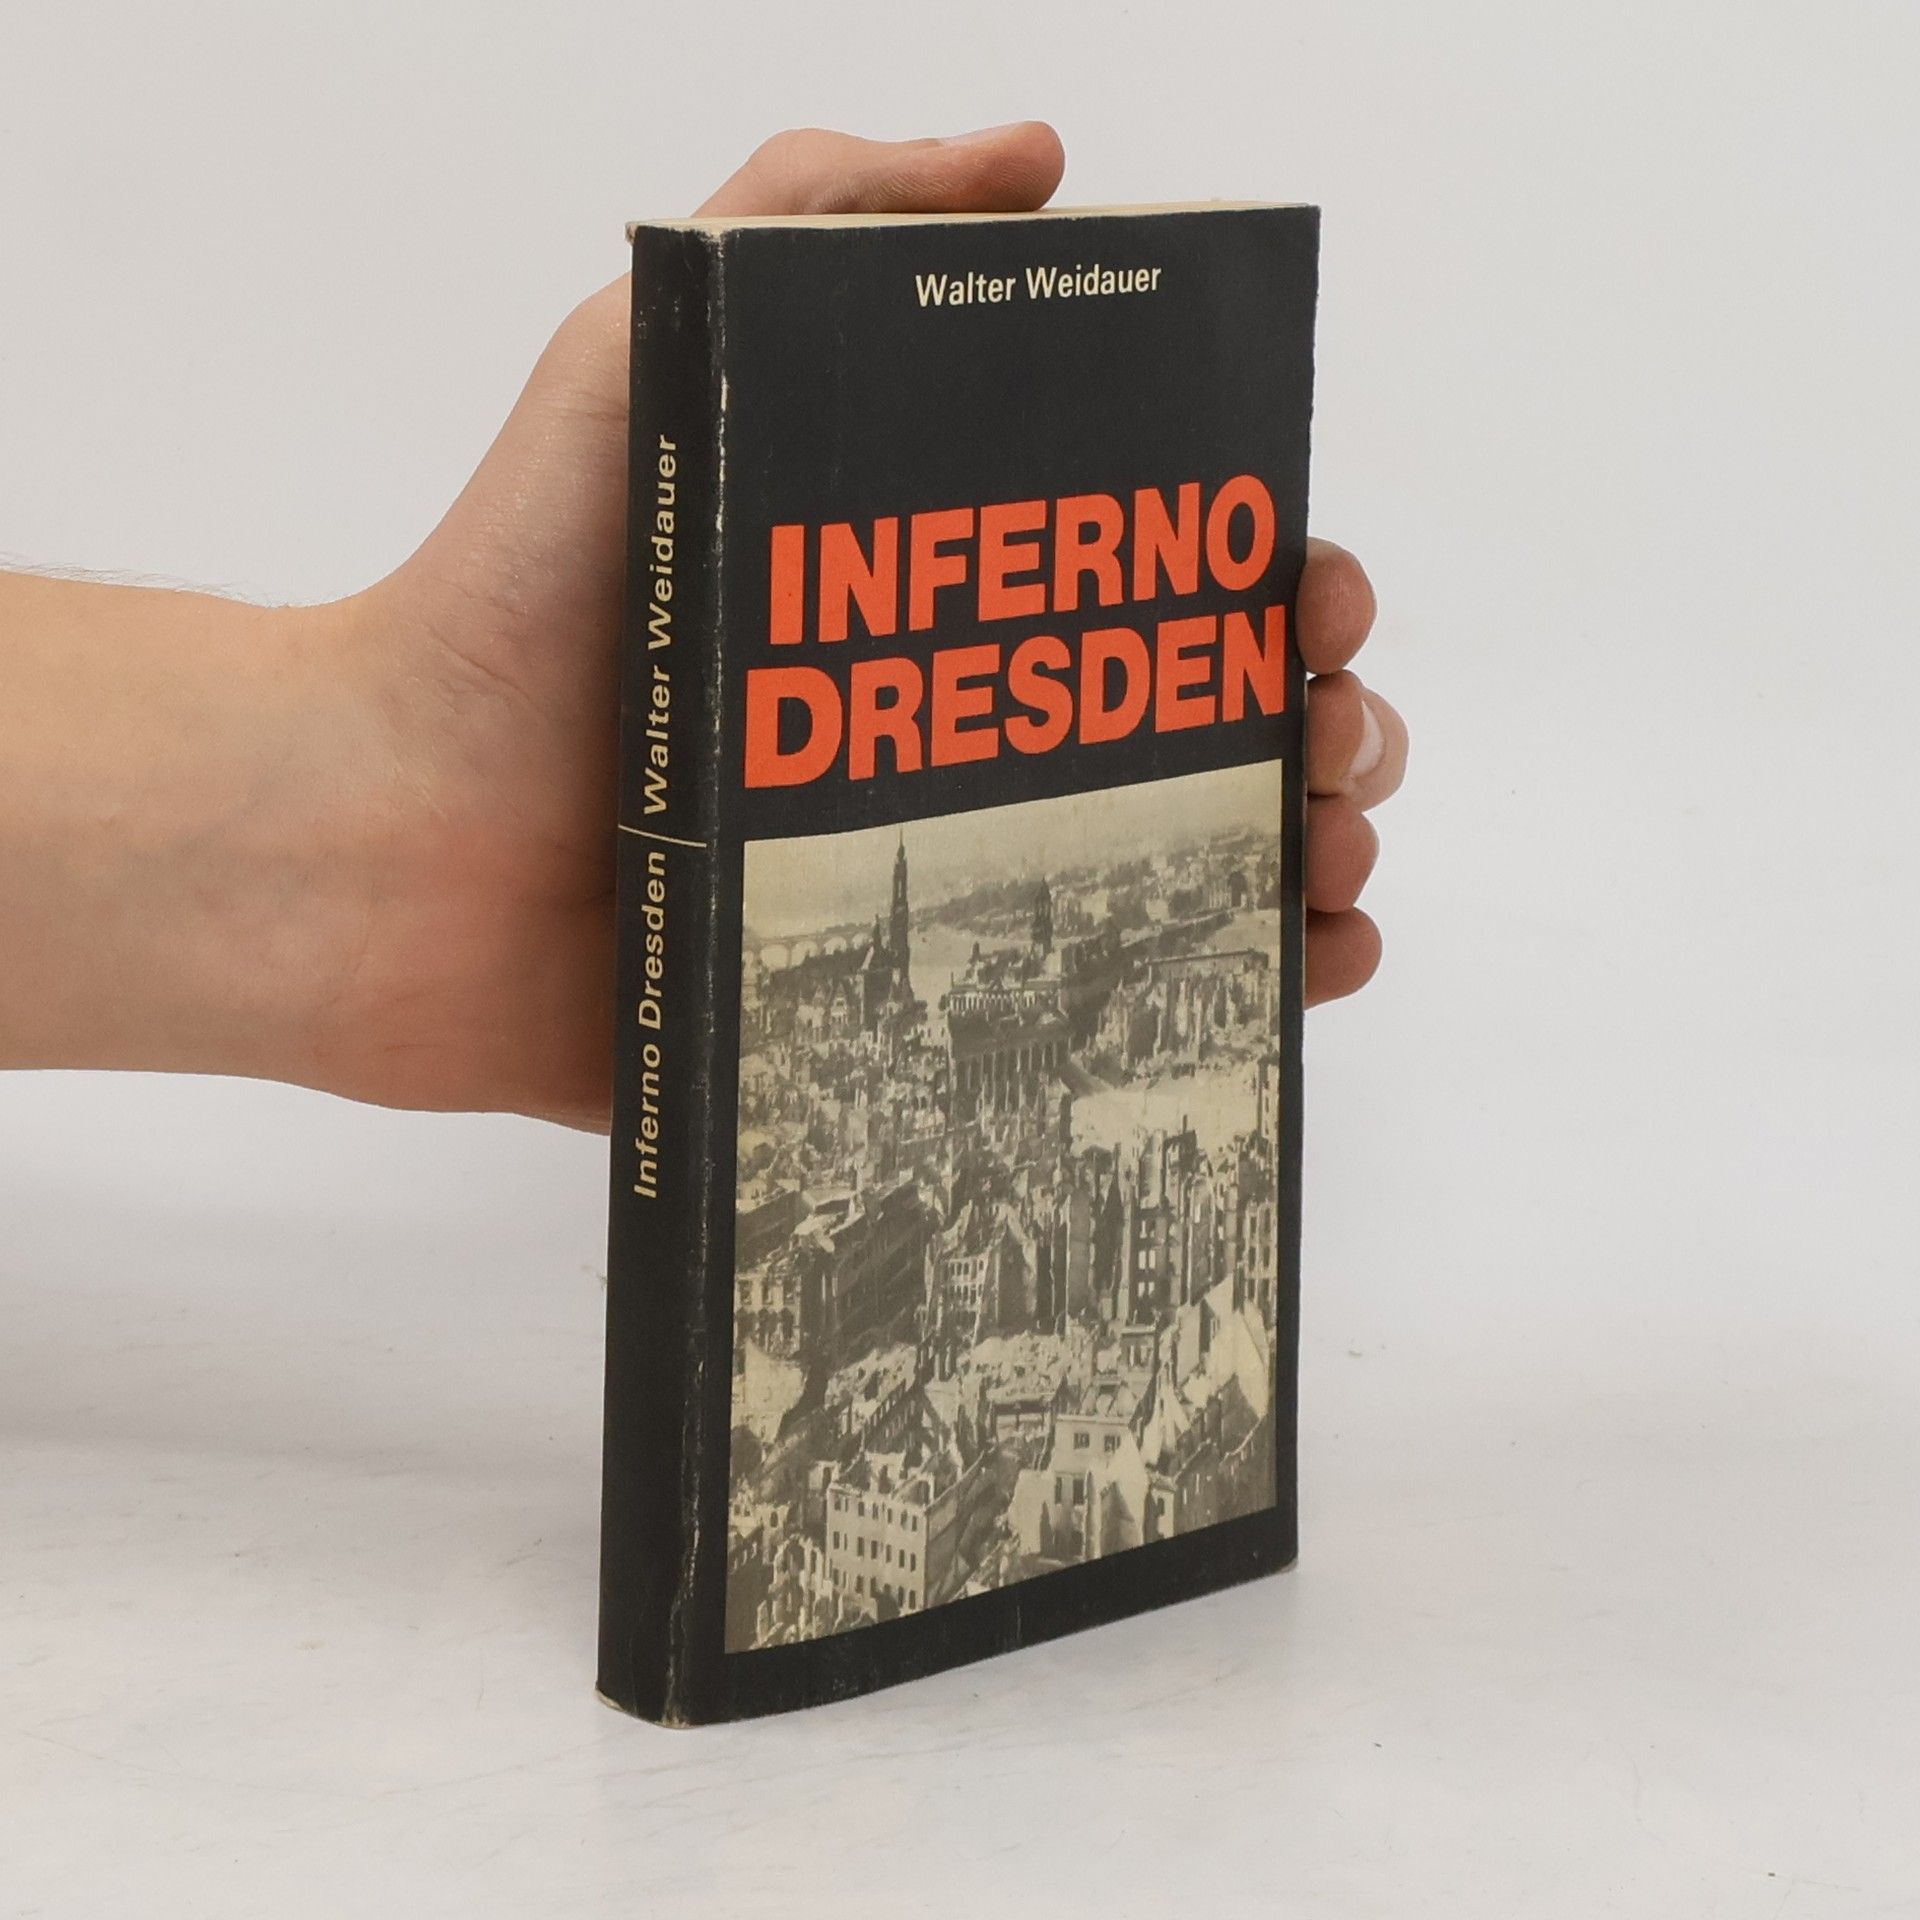 Walter Weidauer
INFERNO
DRESDEN
Inferno Dresden | Walter Weidauer